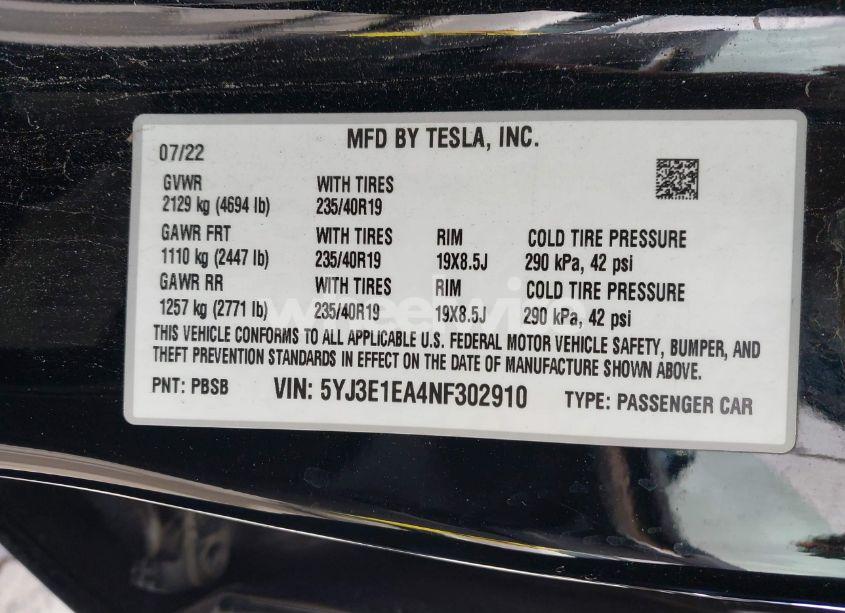 MFD BY TESLA, INC.
07/22
GVWR WITH TIRES
2129 kg (4694 lb) 235/40R19
GAWR FRT WITH TIRES RIM COLD TIRE PRESSURE
1110 kg (2447 lb) 235/40R19 19X8.5J 290 kPa, 42 psi
GAWR RR WITH TIRES RIM COLD TIRE PRESSURE
1257 kg (2771 lb) 235/40R19 19X8.5J 290 kPa, 42 psi
THIS VEHICLE CONFORMS TO ALL APPLICABLE U.S. FEDERAL MOTOR VEHICLE SAFETY, BUMPER, AND
THEFT PREVENTION STANDARDS IN EFFECT ON THE DATE OF MANUFACTURE SHOWN ABOVE.
PNT: PBSB VIN: 5YJ3E1EA4NF302910 TYPE: PASSENGER CAR